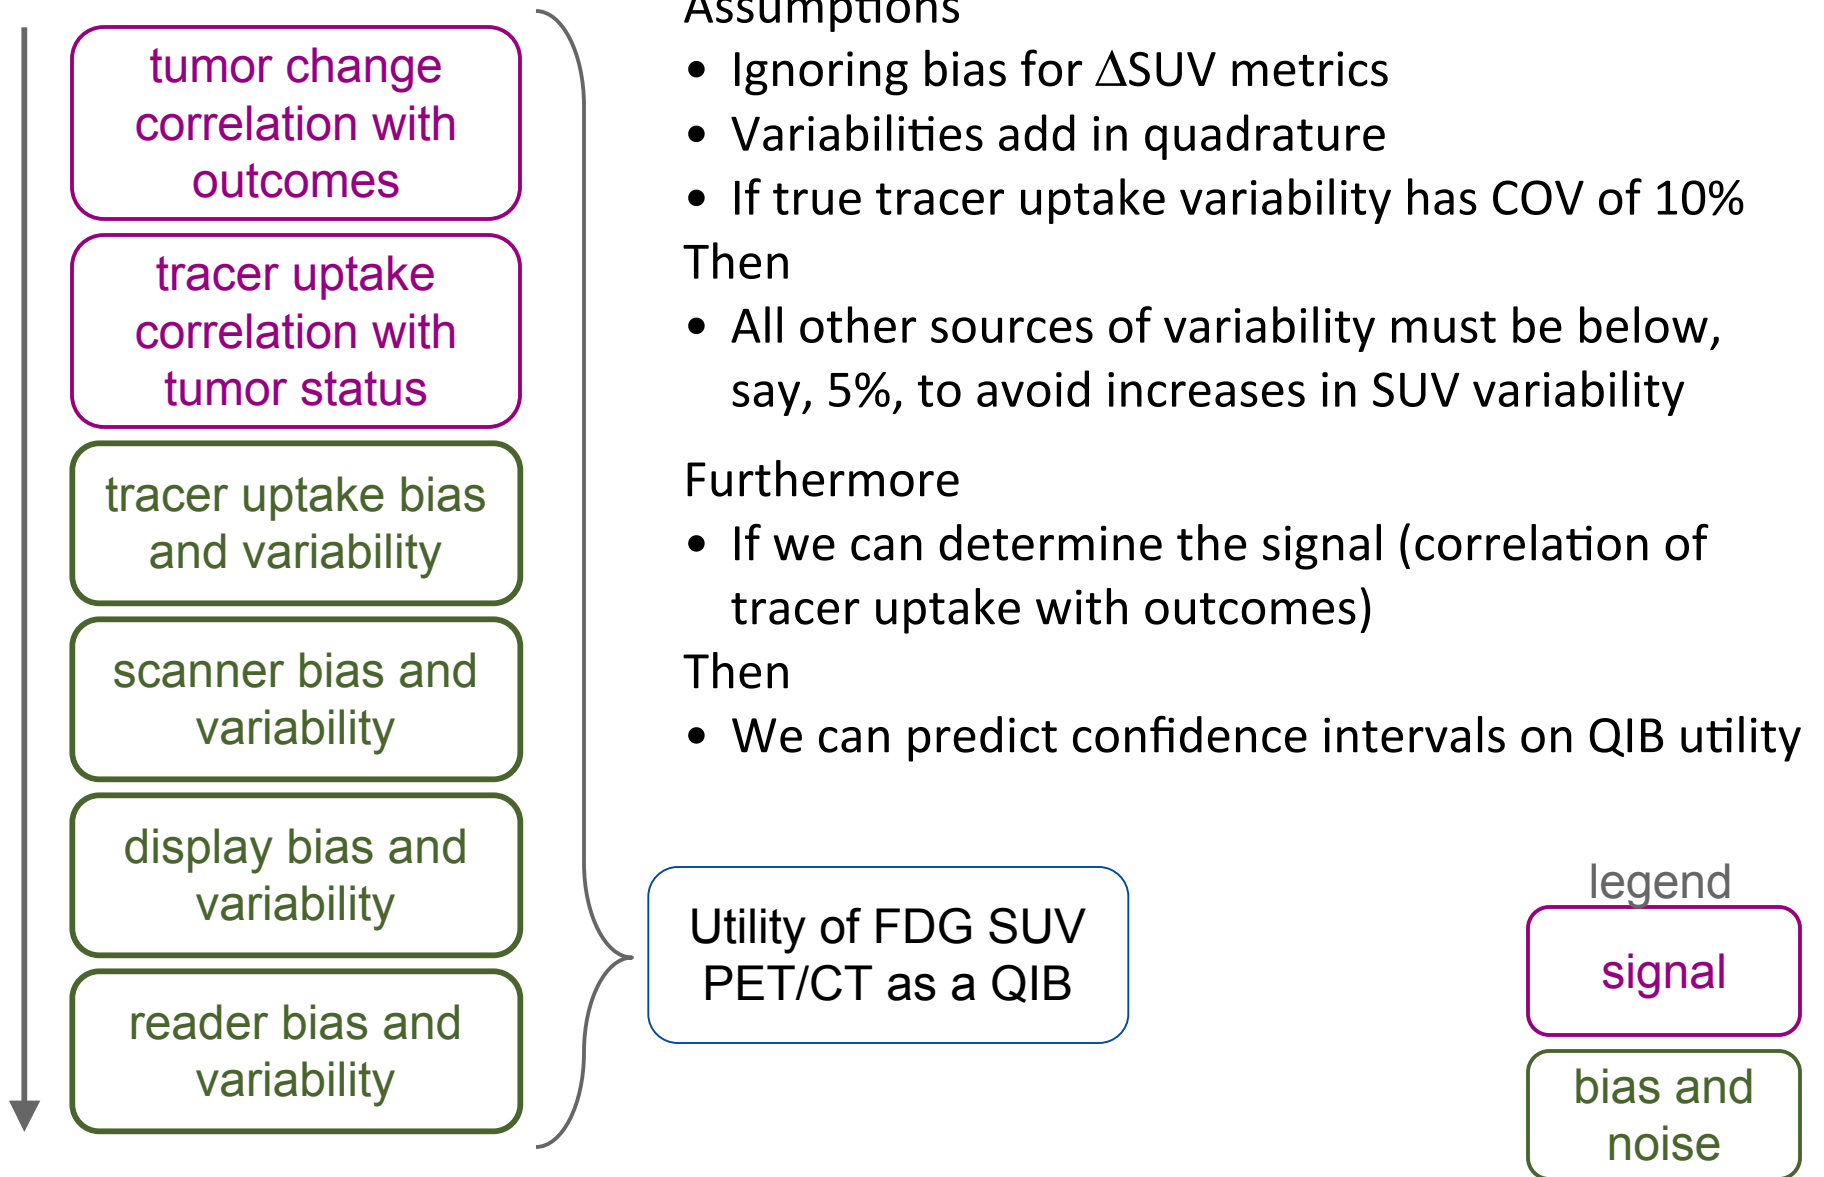 tumor change
correlation with
outcomes
tracer uptake
correlation with
tumor status
tracer uptake bias
and variability
scanner bias and
variability
display bias and
variability
reader bias and
variability
Assumptions
• Ignoring bias for ΔSUV metrics
• Variabilities add in quadrature
• If true tracer uptake variability has COV of 10%
Then
• All other sources of variability must be below,
say, 5%, to avoid increases in SUV variability
Furthermore
• If we can determine the signal (correlation of
tracer uptake with outcomes)
Then
• We can predict confidence intervals on QIB utility
Utility of FDG SUV
PET/CT as a QIB
legend
signal
bias and
noise